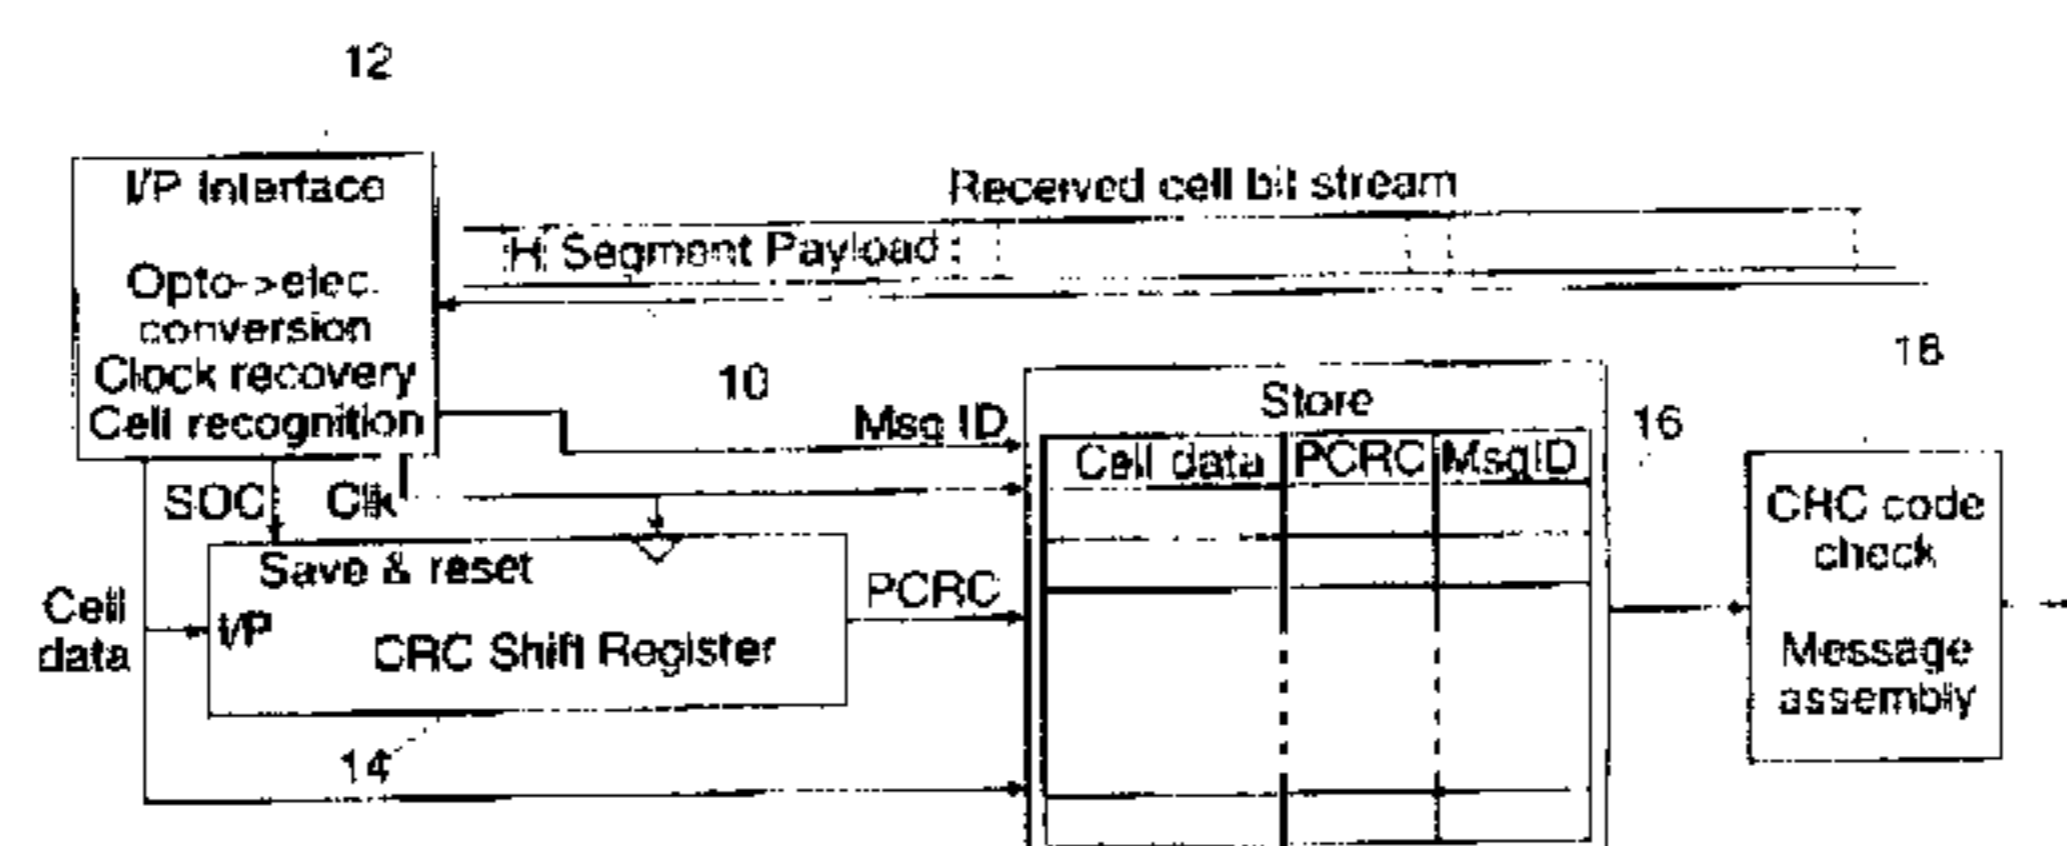 12
I/P Interface
Opto->elec.
conversion
Clock recovery
Cell recognition
Received cell bit stream
H Segment Payload
10
Msg ID
SOC
Clk
Save & reset
I/P
CRC Shift Register
Cell
data
14
PCRC
Store
Cell data PCRC MsgID
16
18
CRC code
check
Message
assembly